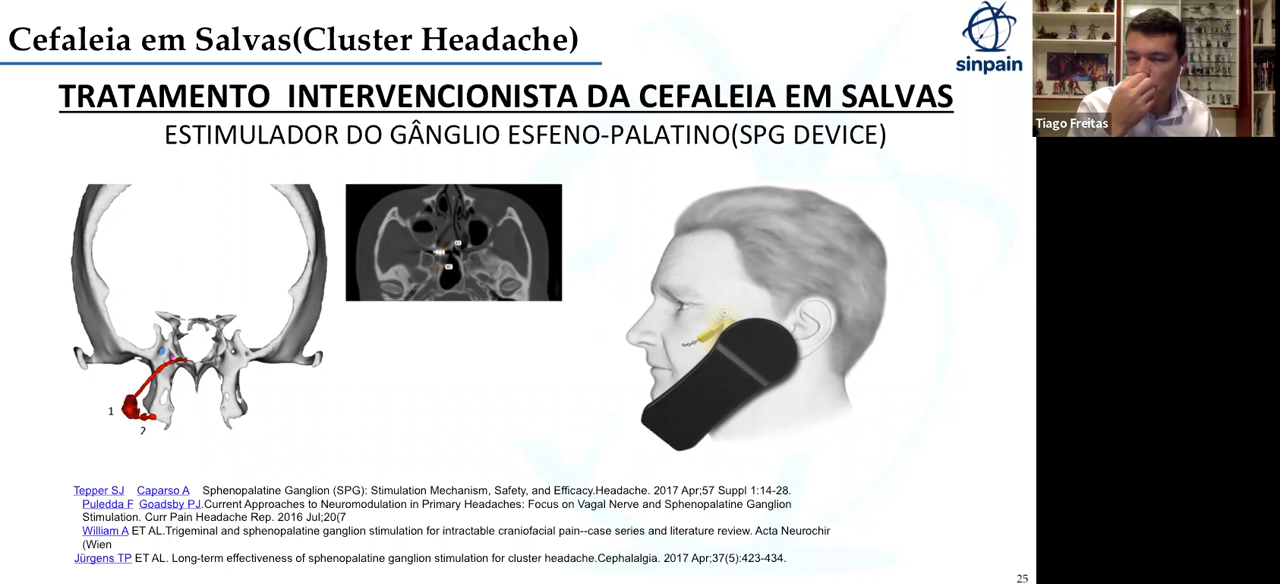 Cefaleia em Salvas(Cluster Headache)
sinpain
Tiago Freitas
TRATAMENTO INTERVENCIONISTA DA CEFALEIA EM SALVAS
ESTIMULADOR DO GÂNGLIO ESFENO-PALATINO(SPG DEVICE)
1
2
Tepper SJ Caparso A Sphenopalatine Ganglion (SPG): Stimulation Mechanism, Safety, and Efficacy.Headache. 2017 Apr;57 Suppl 1:14-28.
Puledda F Goadsby PJ.Current Approaches to Neuromodulation in Primary Headaches: Focus on Vagal Nerve and Sphenopalatine Ganglion
Stimulation. Curr Pain Headache Rep. 2016 Jul;20(7
William A ET AL.Trigeminal and sphenopalatine ganglion stimulation for intractable craniofacial pain--case series and literature review. Acta Neurochir
(Wien
Jürgens TP ET AL. Long-term effectiveness of sphenopalatine ganglion stimulation for cluster headache.Cephalalgia. 2017 Apr;37(5):423-434.
25